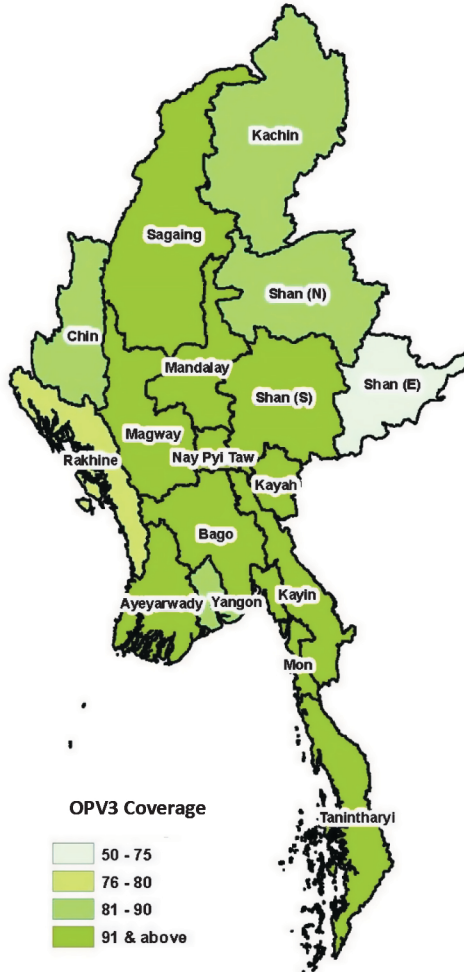 Kachin
Sagaing
Shan (N)
Chin
Mandalay
Shan (E)
Shan (S)
Magway
Rakhine
Nay Pyi Taw
Kayah
Bago
Kayin
Ayeyarwady
Yangon
Mon
OPV3 Coverage
Tanintharyi
50 - 75
76 - 80
81 - 90
91 & above